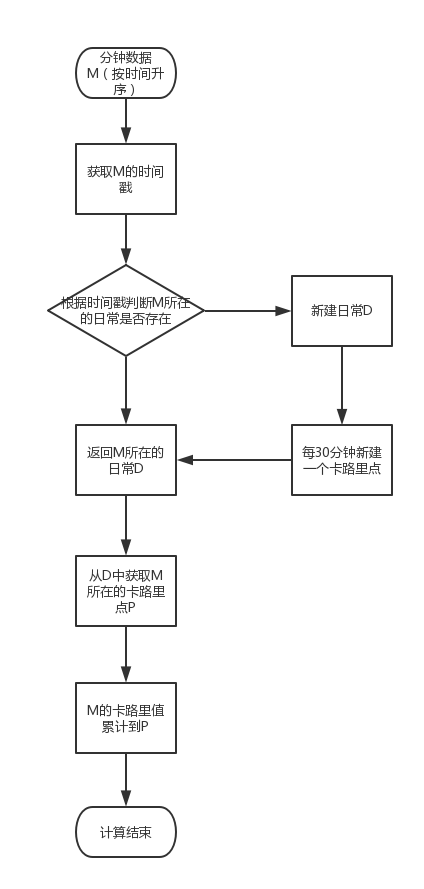 分钟数据
M（按时间升
序）
获取M的时间
戳
根据时间戳判断M所在
的日常是否存在
新建日常D
返回M所在的
日常D
每30分钟新建
一个卡路里点
从D中获取M
所在的卡路里
点P
M的卡路里值
累计到P
计算结束